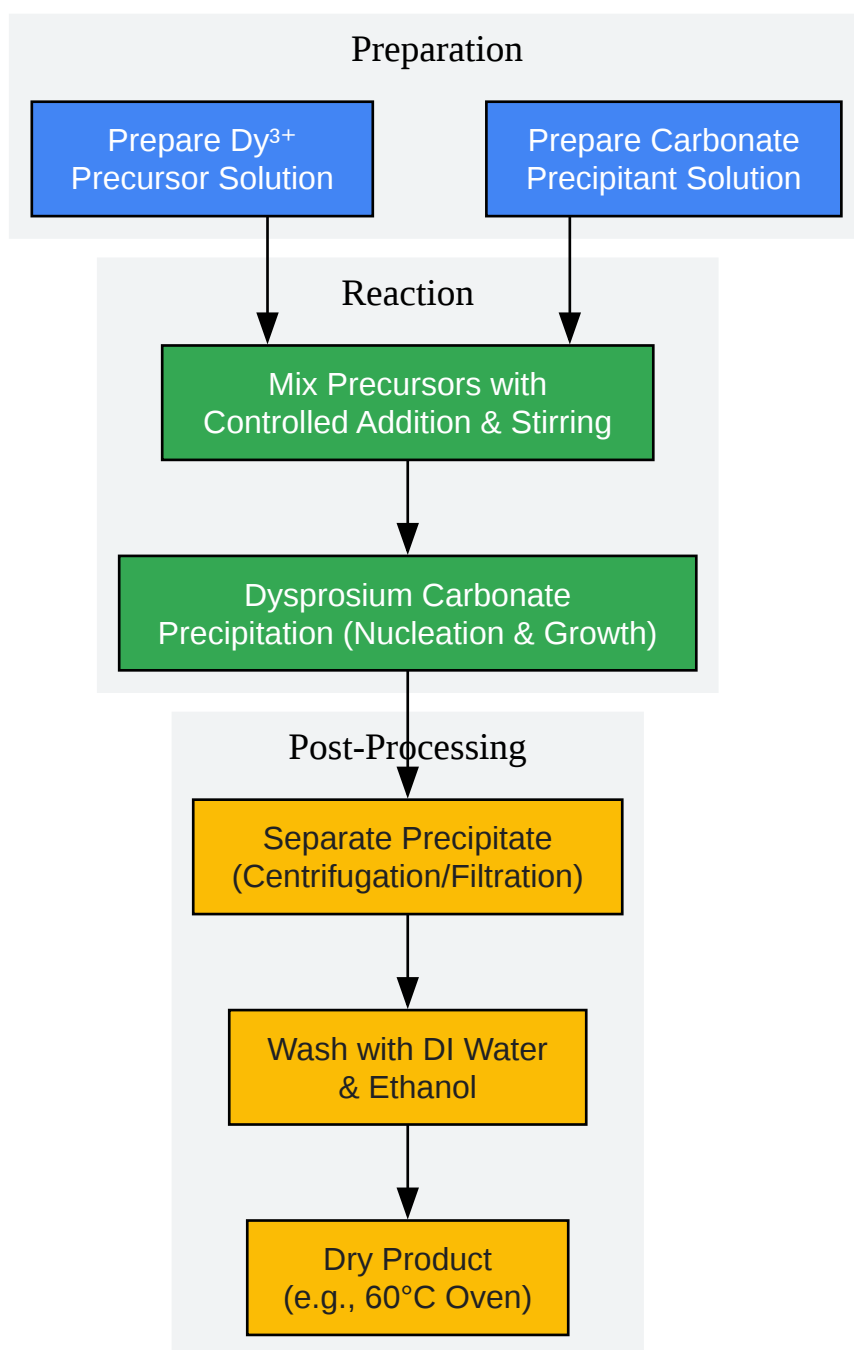 Preparation
Prepare Dy³⁺
Precursor Solution
Prepare Carbonate
Precipitant Solution
Reaction
Mix Precursors with
Controlled Addition & Stirring
Dysprosium Carbonate
Precipitation (Nucleation & Growth)
Post-Processing
Separate Precipitate
(Centrifugation/Filtration)
Wash with DI Water
& Ethanol
Dry Product
(e.g., 60°C Oven)